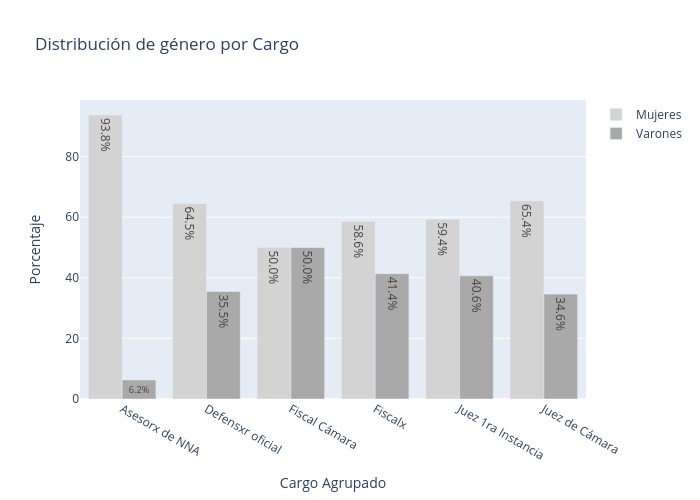 Distribución de género por Cargo
Mujeres
Varones
Porcentaje
80
60
40
20
0
93.8%
6.2%
64.5%
35.5%
50.0%
50.0%
58.6%
41.4%
59.4%
40.6%
65.4%
34.6%
Asesorx de NNA
Defensxr oficial
Fiscal Cámara
Fiscalx
Juez 1ra Instancia
Juez de Cámara
Cargo Agrupado